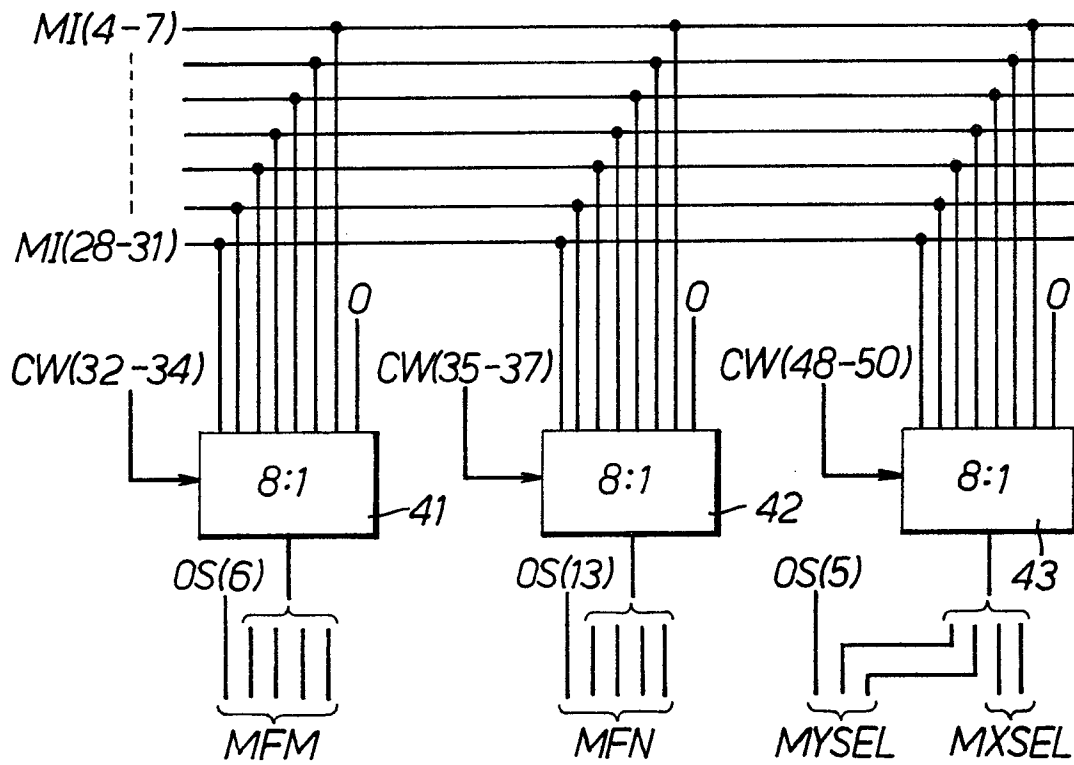 MI(4-7)
MI(28-31)
0 0 0
CW(32-34) CW(35-37) CW(48-50)
8:1 8:1 8:1
41 42 43
OS(6) OS(13) OS(5)
MFM MFN MYSEL MXSEL